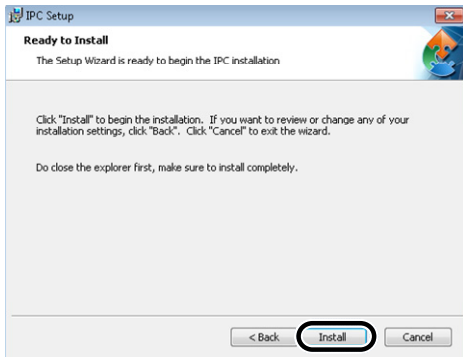 IPC Setup
Ready to Install
The Setup Wizard is ready to begin the IPC installation
Click "Install" to begin the installation. If you want to review or change any of your
installation settings, click "Back". Click "Cancel" to exit the wizard.
Do close the explorer first, make sure to install completely.
< Back Install Cancel